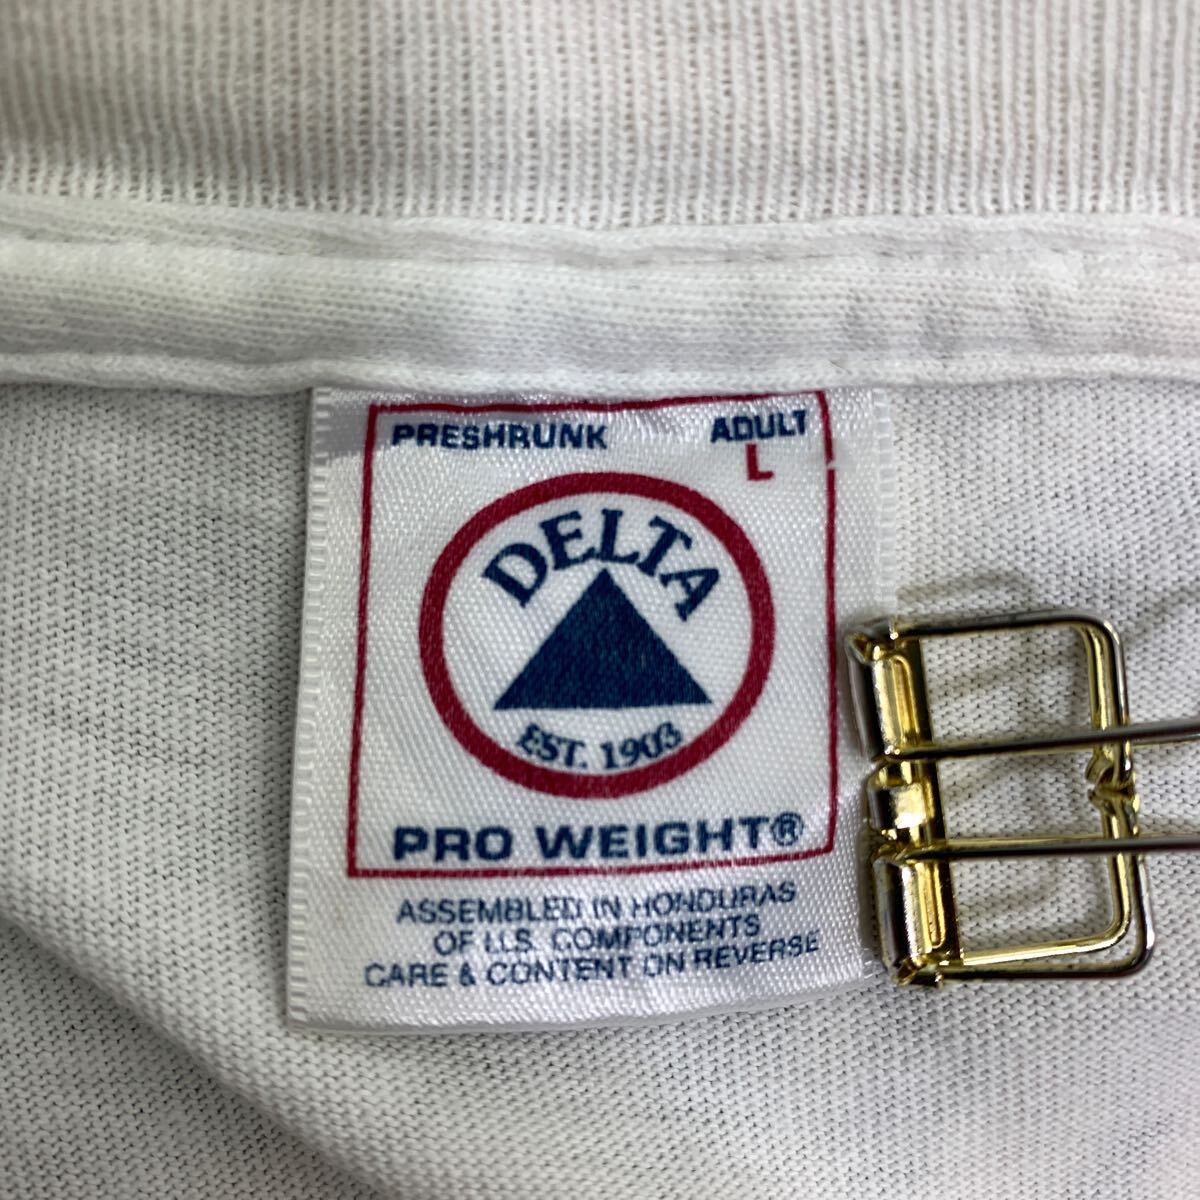 PRESHRUNK ADULT
L
DELTA
EST. 1903
PRO WEIGHT®
ASSEMBLED IN HONDURAS
OF U.S. COMPONENTS
CARE & CONTENT ON REVERSE